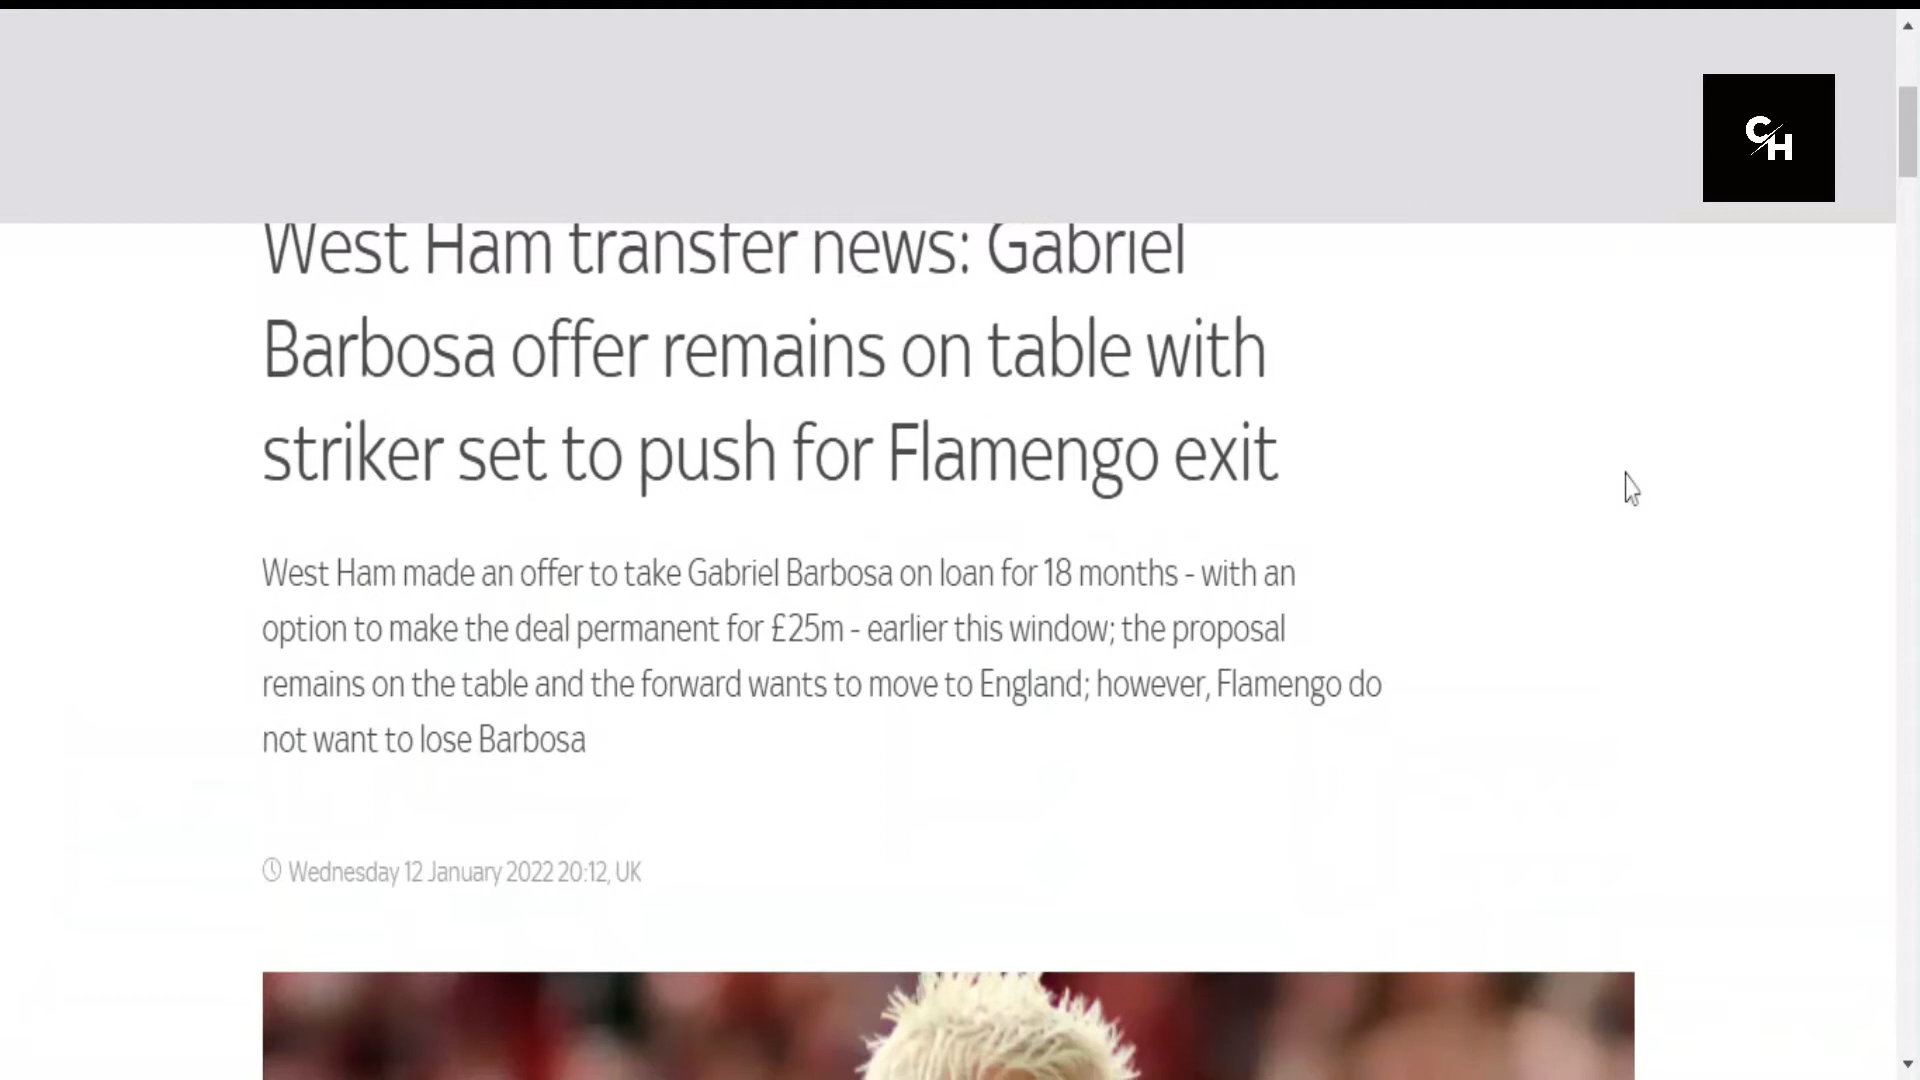 CH
West Ham transfer news: Gabriel
Barbosa offer remains on table with
striker set to push for Flamengo exit
West Ham made an offer to take Gabriel Barbosa on loan for 18 months - with an
option to make the deal permanent for £25m - earlier this window; the proposal
remains on the table and the forward wants to move to England; however, Flamengo do
not want to lose Barbosa
Wednesday 12 January 2022 20:12, UK